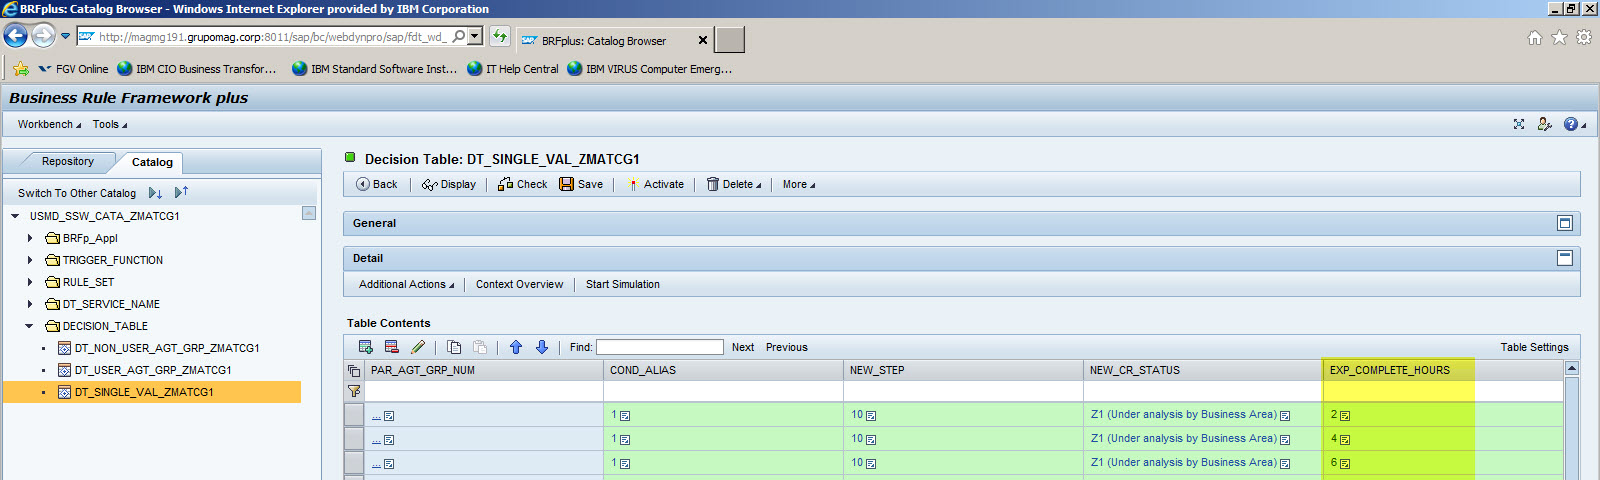 BRFplus: Catalog Browser - Windows Internet Explorer provided by IBM Corporation
http://magmg191.grupomag.corp:8011/sap/bc/webdynpro/sap/fdt_wd_
SAP BRFplus: Catalog Browser
FGV Online IBM CIO Business Transfor... IBM Standard Software Inst... IT Help Central IBM VIRUS Computer Emerg...
Business Rule Framework plus
Workbench Tools
Repository Catalog
Switch To Other Catalog
USMD_SSW_CATA_ZMATCG1
BRFp_Appl
TRIGGER_FUNCTION
RULE_SET
DT_SERVICE_NAME
DECISION_TABLE
DT_NON_USER_AGT_GRP_ZMATCG1
DT_USER_AGT_GRP_ZMATCG1
DT_SINGLE_VAL_ZMATCG1
Decision Table: DT_SINGLE_VAL_ZMATCG1
Back Display Check Save Activate Delete More
General
Detail
Additional Actions Context Overview Start Simulation
Table Contents
Find: Next Previous Table Settings
PAR_AGT_GRP_NUM COND_ALIAS NEW_STEP NEW_CR_STATUS EXP_COMPLETE_HOURS
... 1 10 Z1 (Under analysis by Business Area) 2
... 1 10 Z1 (Under analysis by Business Area) 4
... 1 10 Z1 (Under analysis by Business Area) 6